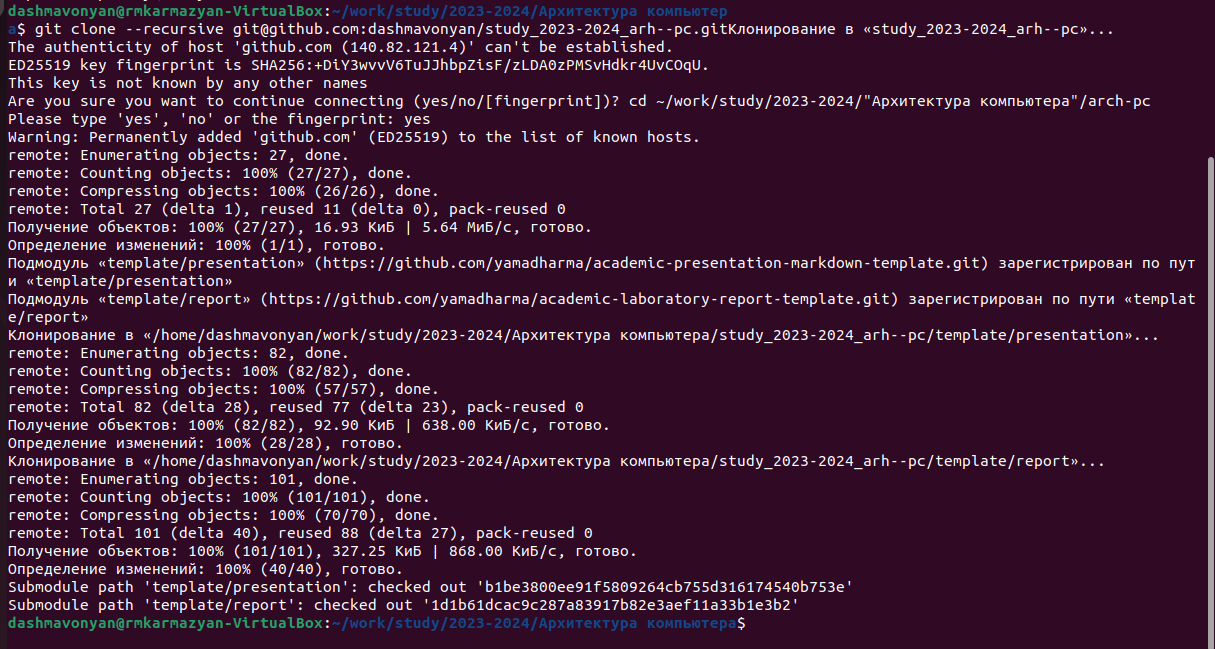 dashmavonyan@rmkarmazyan-VirtualBox:~/work/study/2023-2024/Архитектура компьютер
а$ git clone --recursive git@github.com:dashmavonyan/study_2023-2024_arh--pc.gitКлонирование в «study_2023-2024_arh--pc»...
The authenticity of host 'github.com (140.82.121.4)' can't be established.
ED25519 key fingerprint is SHA256:+DiY3wvvV6TuJJhbpZisF/zLDA0zPMSvHdkr4UvCOqU.
This key is not known by any other names
Are you sure you want to continue connecting (yes/no/[fingerprint])? cd ~/work/study/2023-2024/"Архитектура компьютера"/arch-pc
Please type 'yes', 'no' or the fingerprint: yes
Warning: Permanently added 'github.com' (ED25519) to the list of known hosts.
remote: Enumerating objects: 27, done.
remote: Counting objects: 100% (27/27), done.
remote: Compressing objects: 100% (26/26), done.
remote: Total 27 (delta 1), reused 11 (delta 0), pack-reused 0
Получение объектов: 100% (27/27), 16.93 КиБ | 5.64 МиБ/с, готово.
Определение изменений: 100% (1/1), готово.
Подмодуль «template/presentation» (https://github.com/yamadharma/academic-presentation-markdown-template.git) зарегистрирован по пут
и «template/presentation»
Подмодуль «template/report» (https://github.com/yamadharma/academic-laboratory-report-template.git) зарегистрирован по пути «templat
e/report»
Клонирование в «/home/dashmavonyan/work/study/2023-2024/Архитектура компьютера/study_2023-2024_arh--pc/template/presentation»...
remote: Enumerating objects: 82, done.
remote: Counting objects: 100% (82/82), done.
remote: Compressing objects: 100% (57/57), done.
remote: Total 82 (delta 28), reused 77 (delta 23), pack-reused 0
Получение объектов: 100% (82/82), 92.90 КиБ | 638.00 КиБ/с, готово.
Определение изменений: 100% (28/28), готово.
Клонирование в «/home/dashmavonyan/work/study/2023-2024/Архитектура компьютера/study_2023-2024_arh--pc/template/report»...
remote: Enumerating objects: 101, done.
remote: Counting objects: 100% (101/101), done.
remote: Compressing objects: 100% (70/70), done.
remote: Total 101 (delta 40), reused 88 (delta 27), pack-reused 0
Получение объектов: 100% (101/101), 327.25 КиБ | 868.00 КиБ/с, готово.
Определение изменений: 100% (40/40), готово.
Submodule path 'template/presentation': checked out 'b1be3800ee91f5809264cb755d316174540b753e'
Submodule path 'template/report': checked out '1d1b61dcac9c287a83917b82e3aef11a33b1e3b2'
dashmavonyan@rmkarmazyan-VirtualBox:~/work/study/2023-2024/Архитектура компьютера$